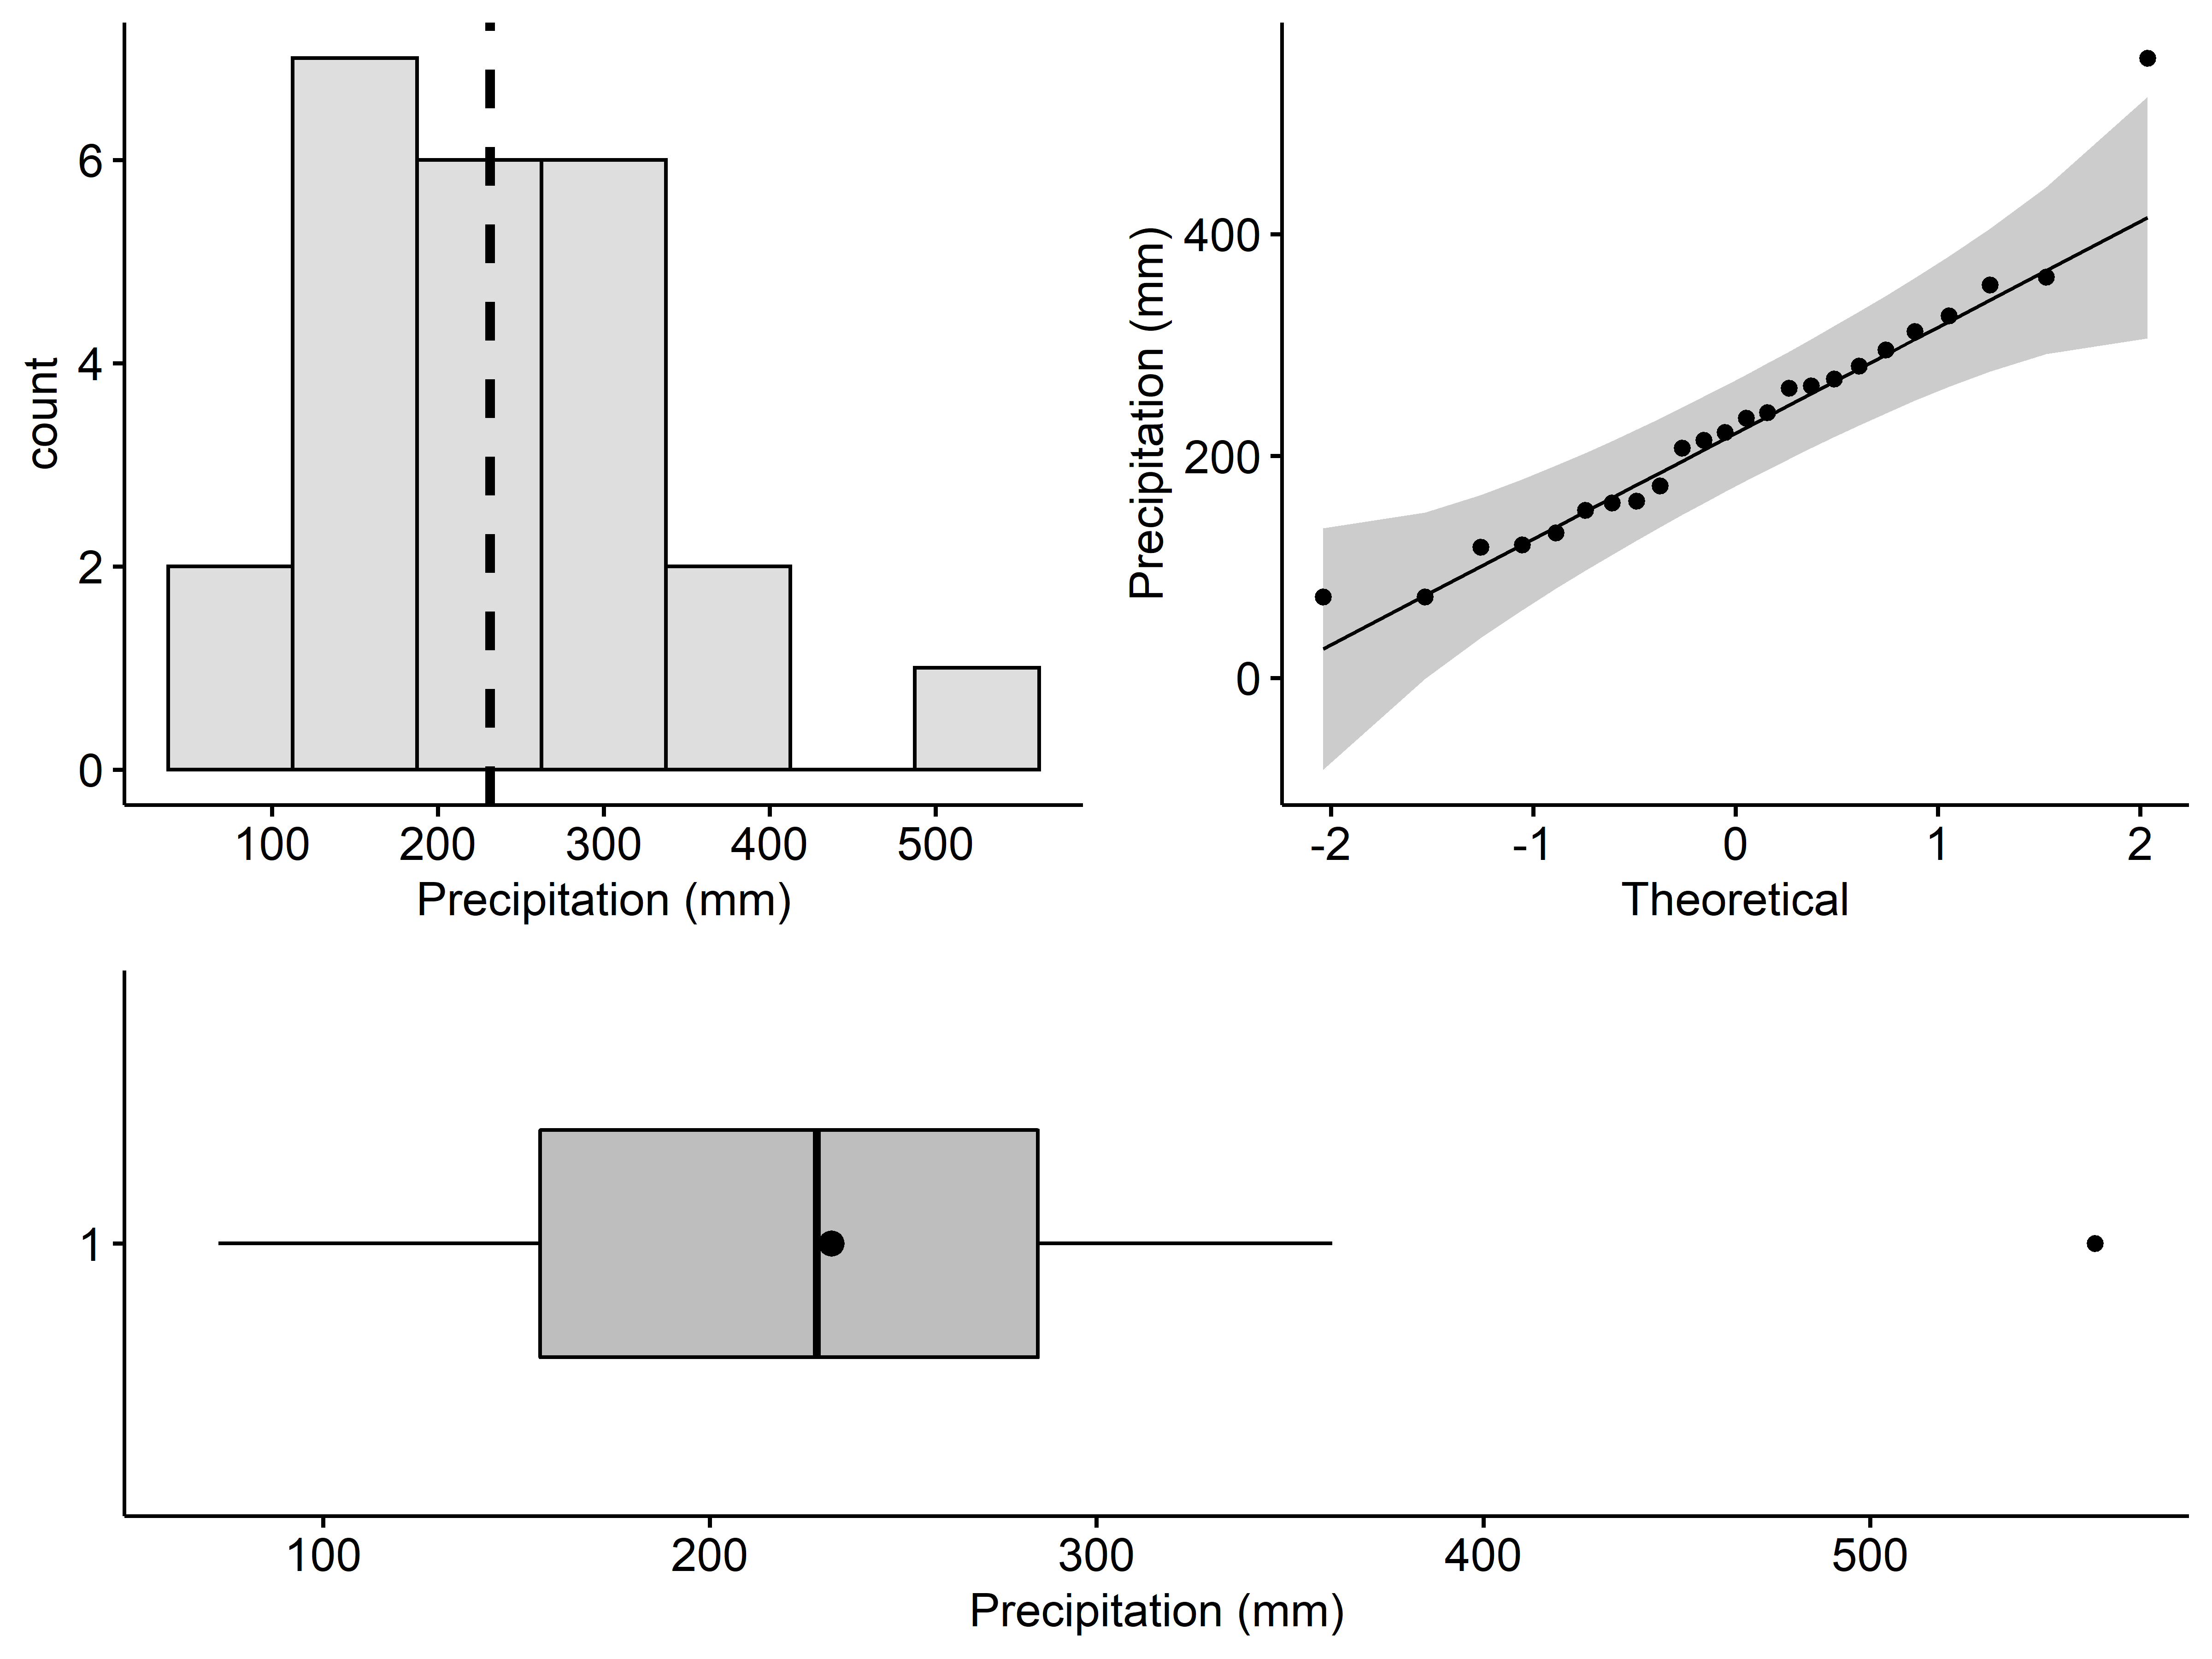 6
4
2
0
count
100 200 300 400 500
Precipitation (mm)
400
200
0
Precipitation (mm)
-2 -1 0 1 2
Theoretical
1
100 200 300 400 500
Precipitation (mm)